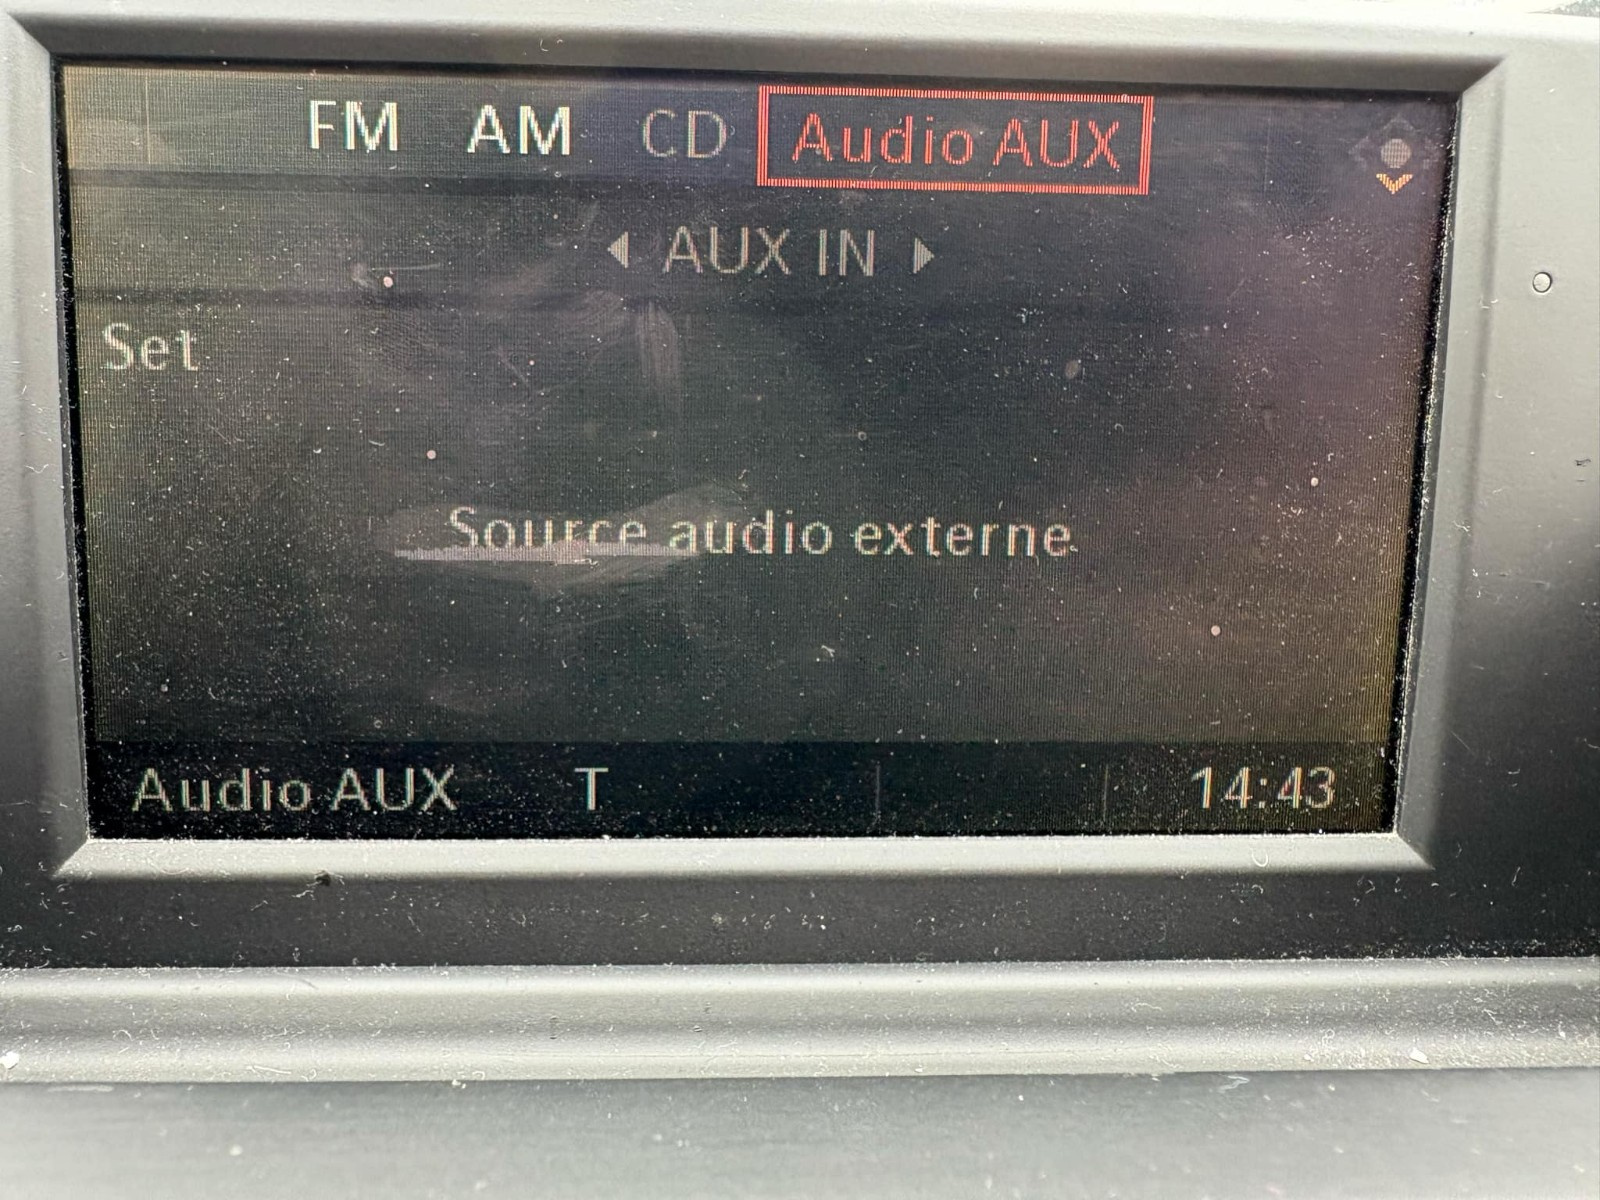 FM AM CD Audio AUX
AUX IN
Set
Source audio externe
Audio AUX T 14:43